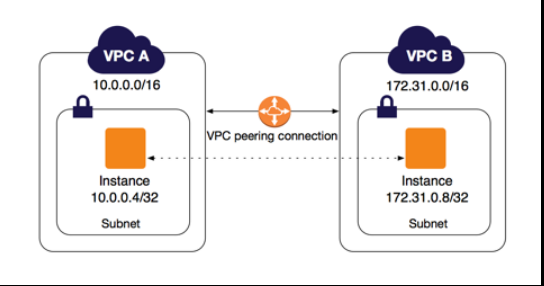 VPC A
10.0.0.0/16
VPC B
172.31.0.0/16
VPC peering connection
Instance
10.0.0.4/32
Subnet
Instance
172.31.0.8/32
Subnet